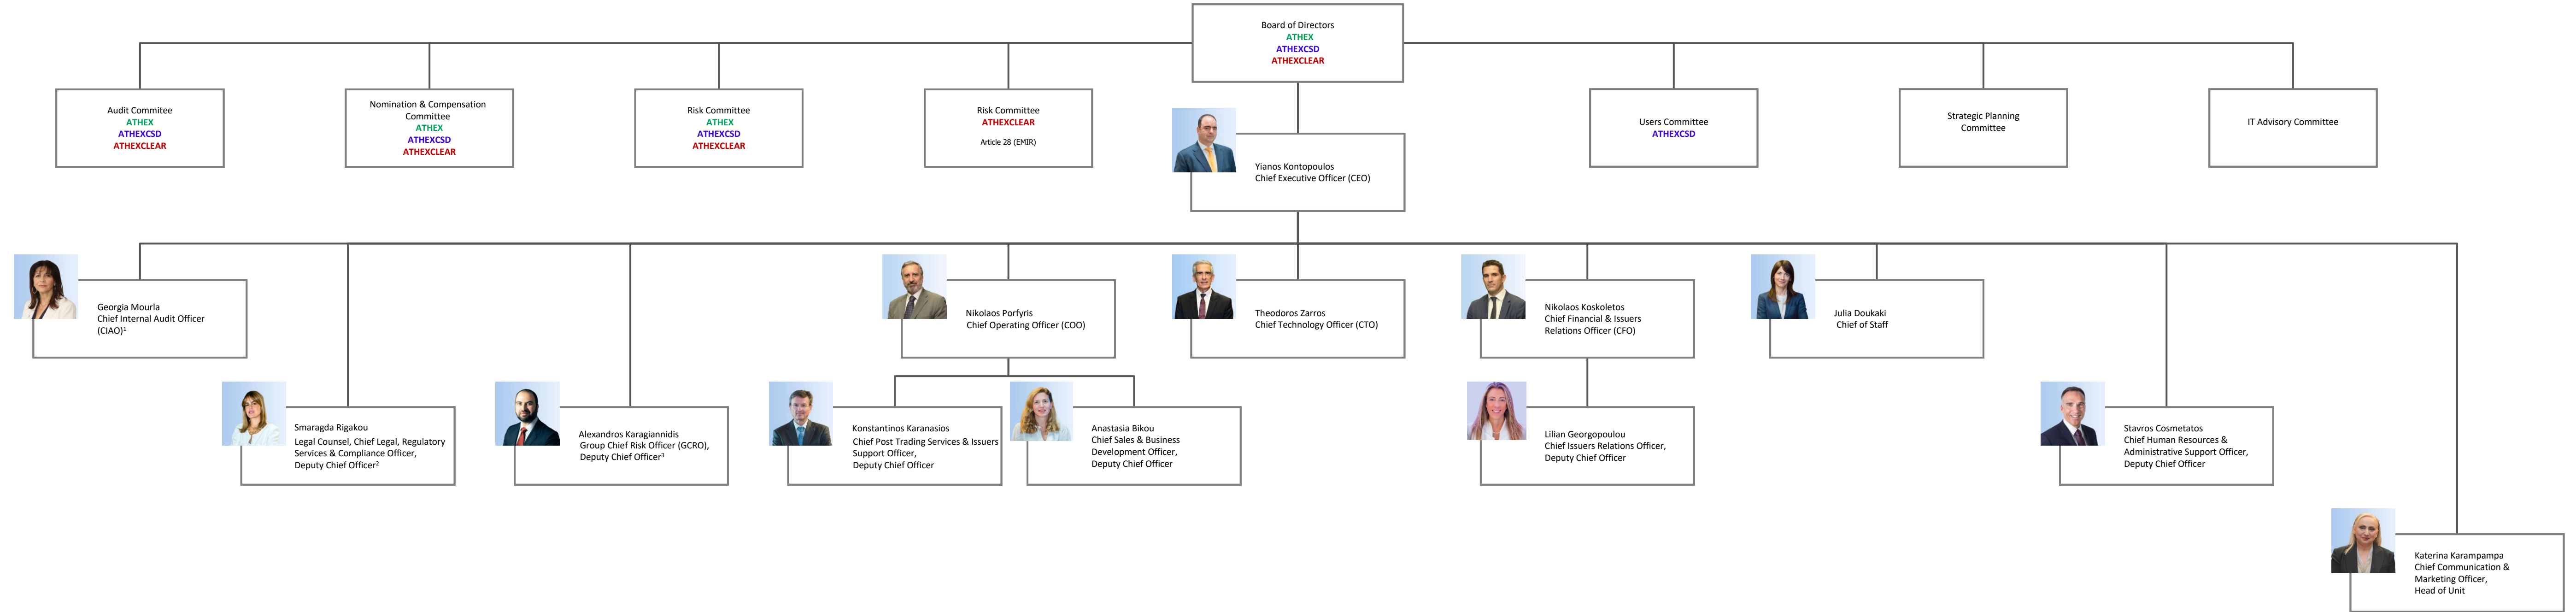 Board of Directors
ATHEX
ATHEXCSD
ATHEXCLEAR
Audit Commitee
ATHEX
ATHEXCSD
ATHEXCLEAR
Nomination & Compensation
Committee
ATHEX
ATHEXCSD
ATHEXCLEAR
Risk Committee
ATHEX
ATHEXCSD
ATHEXCLEAR
Risk Committee
ATHEXCLEAR
Article 28 (EMIR)
Users Committee
ATHEXCSD
Strategic Planning
Committee
IT Advisory Committee
Yianos Kontopoulos
Chief Executive Officer (CEO)
Georgia Mourla
Chief Internal Audit Officer
(CIAO)¹
Nikolaos Porfyris
Chief Operating Officer (COO)
Theodoros Zarros
Chief Technology Officer (CTO)
Nikolaos Koskoletos
Chief Financial & Issuers
Relations Officer (CFO)
Julia Doukaki
Chief of Staff
Smaragda Rigakou
Legal Counsel, Chief Legal, Regulatory
Services & Compliance Officer,
Deputy Chief Officer²
Alexandros Karagiannidis
Group Chief Risk Officer (GCRO),
Deputy Chief Officer³
Konstantinos Karanasios
Chief Post Trading Services & Issuers
Support Officer,
Deputy Chief Officer
Anastasia Bikou
Chief Sales & Business
Development Officer,
Deputy Chief Officer
Lilian Georgopoulou
Chief Issuers Relations Officer,
Deputy Chief Officer
Stavros Cosmetatos
Chief Human Resources &
Administrative Support Officer,
Deputy Chief Officer
Katerina Karampampa
Chief Communication &
Marketing Officer,
Head of Unit